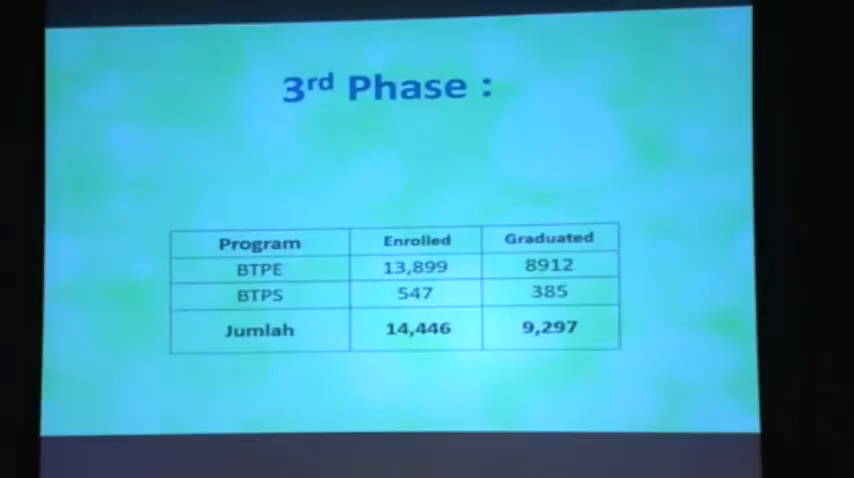 3rd Phase :
Program Enrolled Graduated
BTPE 13,899 8912
BTPS 547 385
Jumlah 14,446 9,297